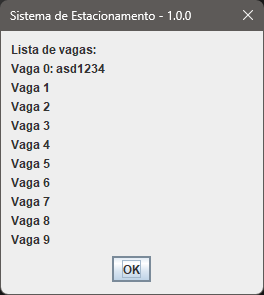 Sistema de Estacionamento - 1.0.0
Lista de vagas:
Vaga 0: asd1234
Vaga 1
Vaga 2
Vaga 3
Vaga 4
Vaga 5
Vaga 6
Vaga 7
Vaga 8
Vaga 9
OK